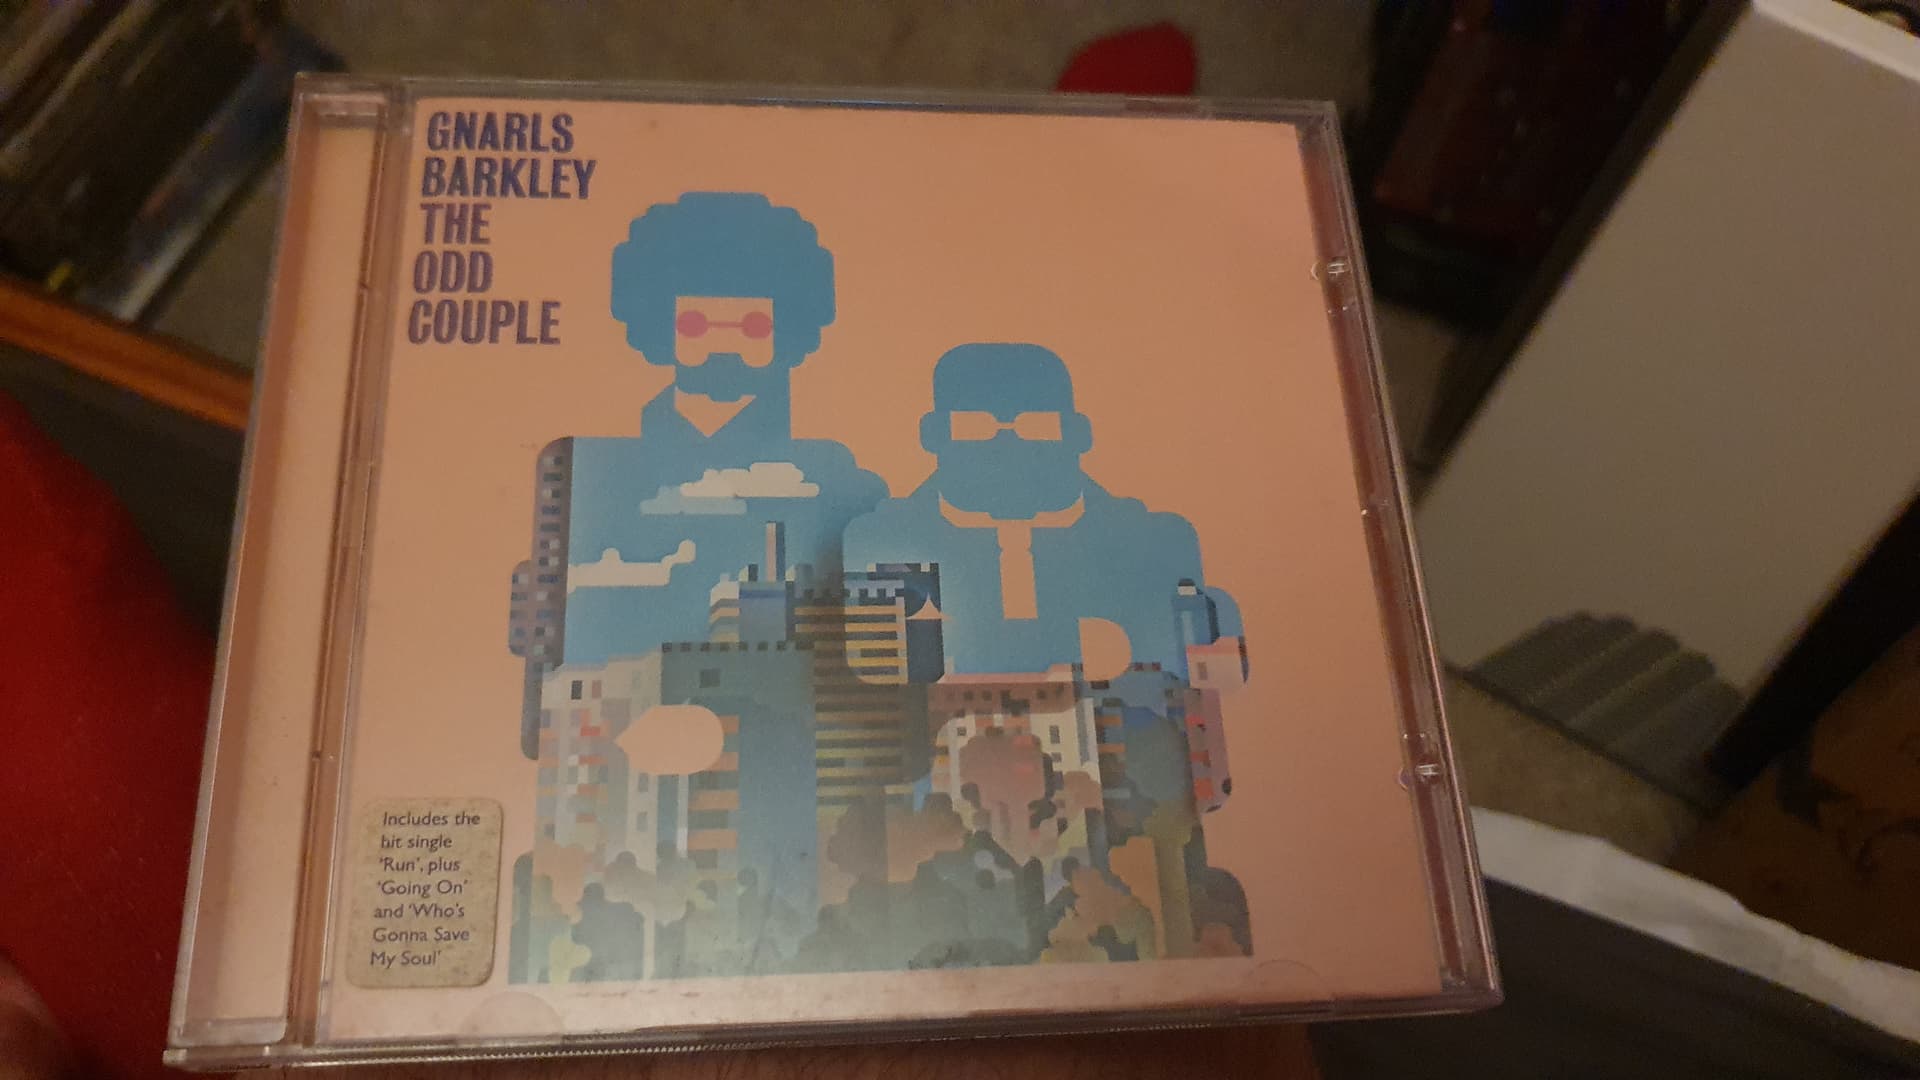 GNARLS
BARKLEY
THE
ODD
COUPLE
Includes the
hit single
'Run', plus
'Going On'
and 'Who's
Gonna Save
My Soul'